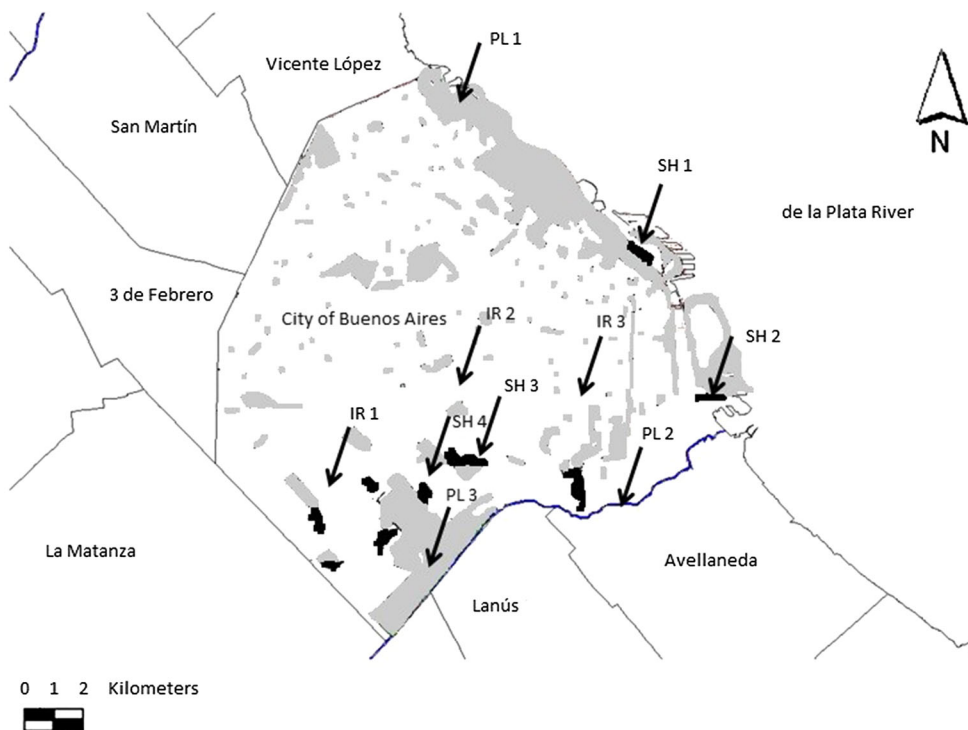 PL 1
Vicente López
San Martín
N
SH 1
de la Plata River
3 de Febrero
City of Buenos Aires
IR 2
IR 3
SH 2
SH 3
IR 1
SH 4
PL 2
PL 3
La Matanza
Avellaneda
Lanús
0 1 2 Kilometers